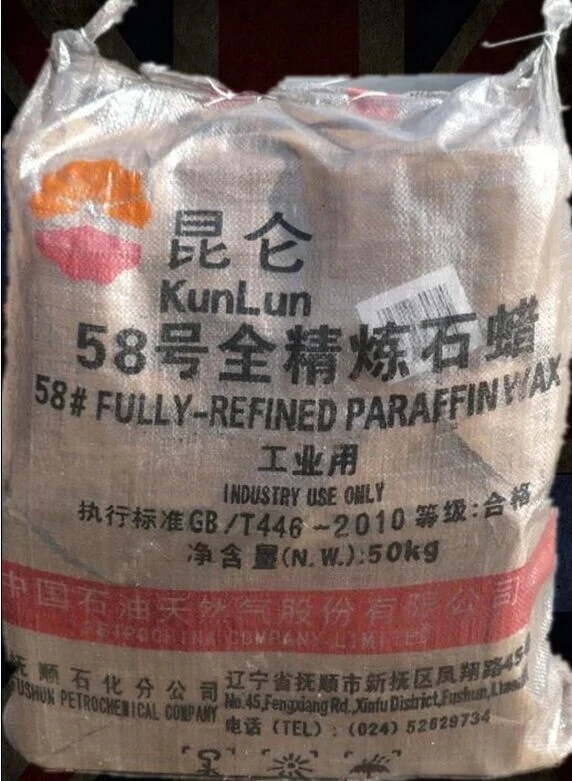 昆仑
KunLun
58号全精炼石蜡
58# FULLY-REFINED PARAFFIN WAX
工业用
INDUSTRY USE ONLY
执行标准GB/T446-2010 等级:合格
净含量(N.W.):50kg
中国石油天然气股份有限公司
PETROCHINA COMPANY LIMITED
抚顺石化分公司
FUSHUN PETROCHEMICAL COMPANY
辽宁省抚顺市新抚区凤翔路45号
No.45,Fengxiang Rd.,Xinfu District,Fushun,
电话(TEL):(024)52629734